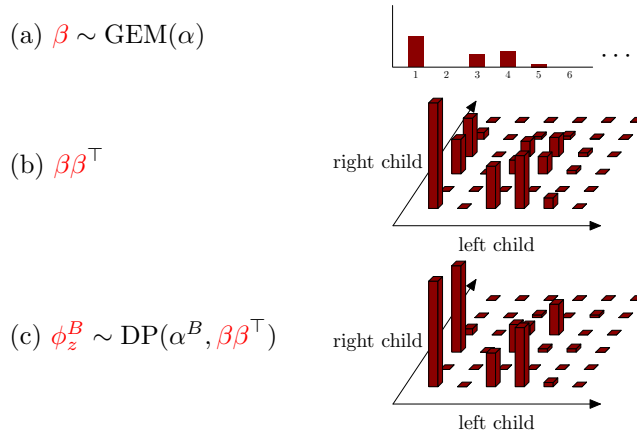 (a) β ∼ GEM(α)
1 2 3 4 5 6 ···
(b) ββ⊤
right child
left child
(c) ϕ_z^B ∼ DP(α^B, ββ⊤)
right child
left child